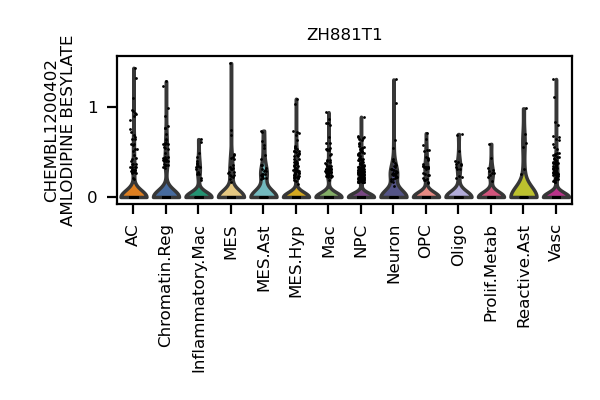 ZH881T1
CHEMBL1200402
AMLODIPINE BESYLATE
1
0
AC
Chromatin.Reg
Inflammatory.Mac
MES
MES.Ast
MES.Hyp
Mac
NPC
Neuron
OPC
Oligo
Prolif.Metab
Reactive.Ast
Vasc